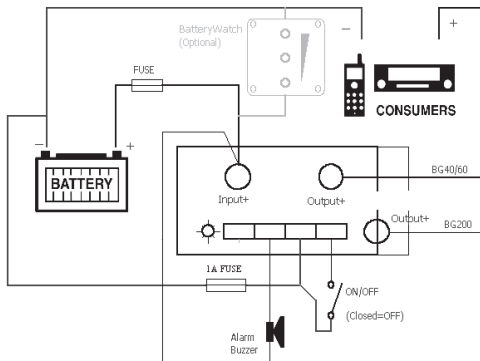 BatteryWatch
(Optional)
-
+
FUSE
CONSUMERS
-
+
BATTERY
Input+
Output+
BG40/60
Output+
BG200
1A FUSE
ON/OFF
(Closed=OFF)
Alarm
Buzzer